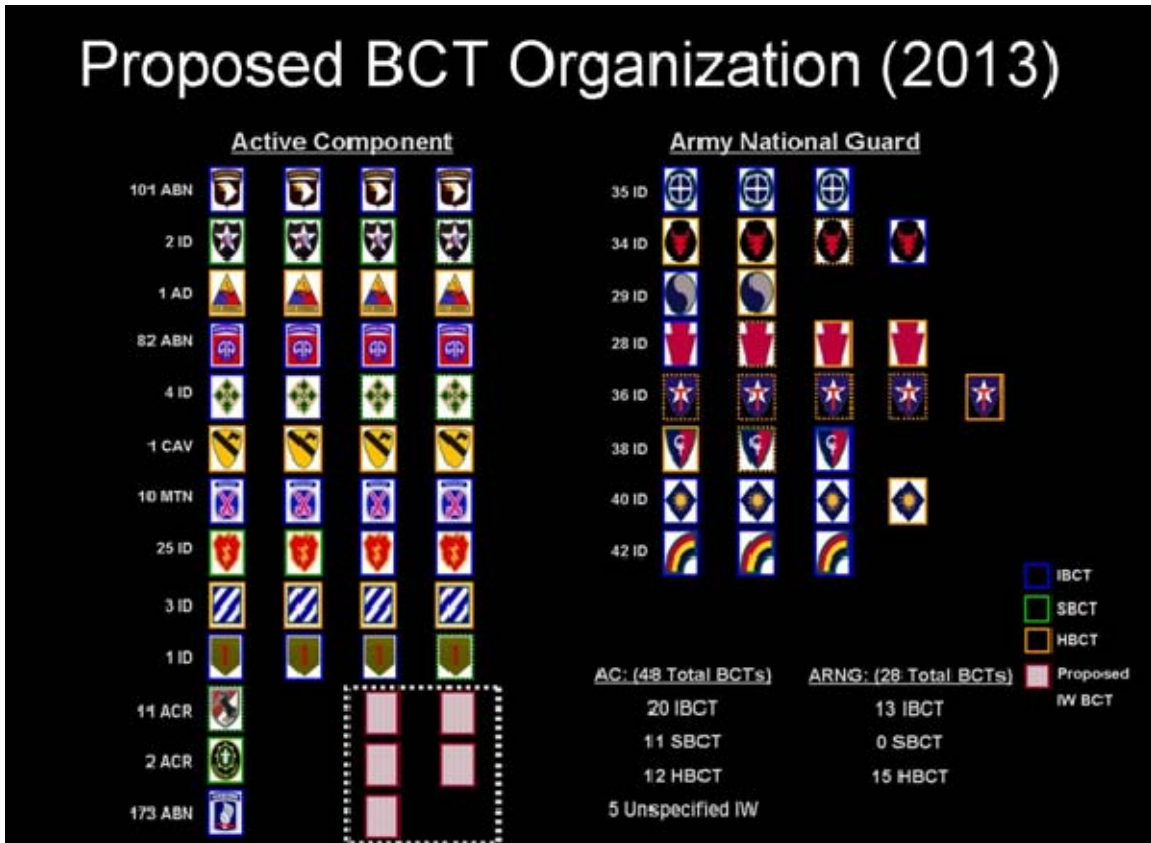 Proposed BCT Organization (2013)
Active Component
101 ABN
2 ID
1 AD
82 ABN
4 ID
1 CAV
10 MTN
25 ID
3 ID
1 ID
11 ACR
2 ACR
173 ABN
Army National Guard
35 ID
34 ID
29 ID
28 ID
36 ID
38 ID
40 ID
42 ID
IBCT
SBCT
HBCT
Proposed
IW BCT
AC: (48 Total BCTs)
20 IBCT
11 SBCT
12 HBCT
5 Unspecified IW
ARNG: (28 Total BCTs)
13 IBCT
0 SBCT
15 HBCT